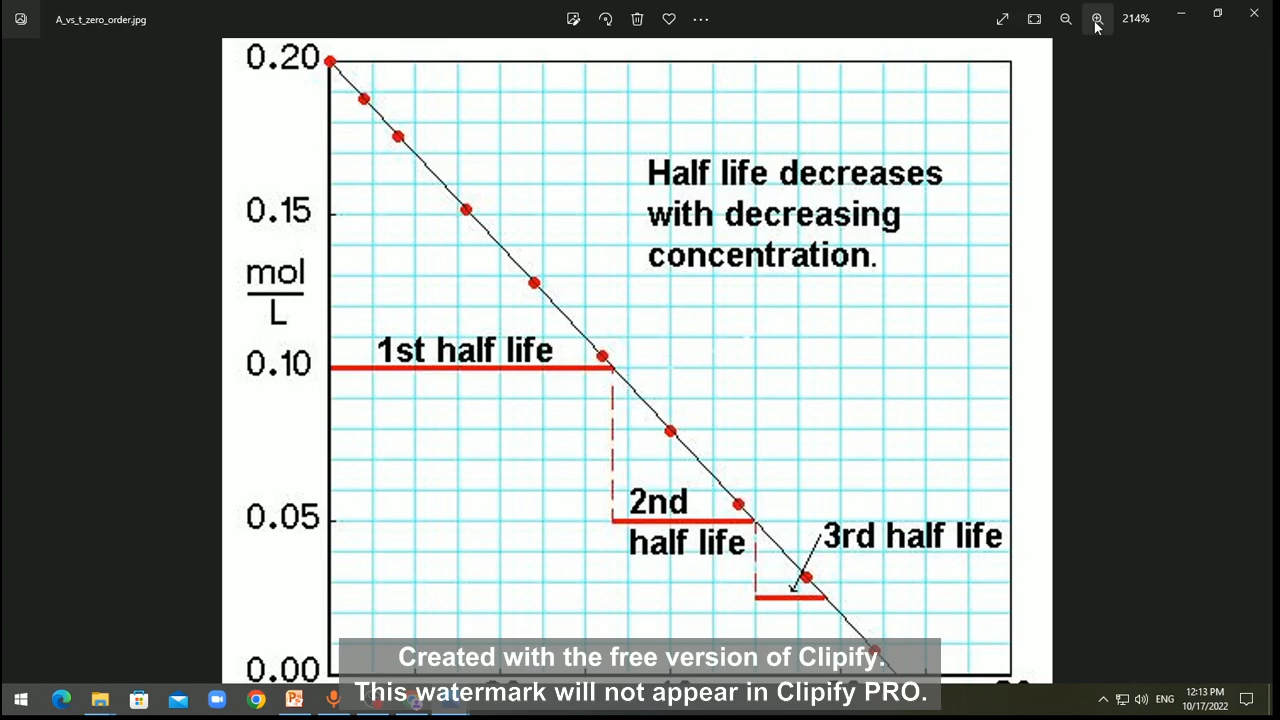 A_vs_t_zero_order.jpg
214%
0.20
Half life decreases
with decreasing
concentration.
0.15
mol
L
1st half life
0.10
2nd
half life
0.05
3rd half life
0.00
Created with the free version of Clipify.
This watermark will not appear in Clipify PRO.
ENG
12:13 PM
10/17/2022